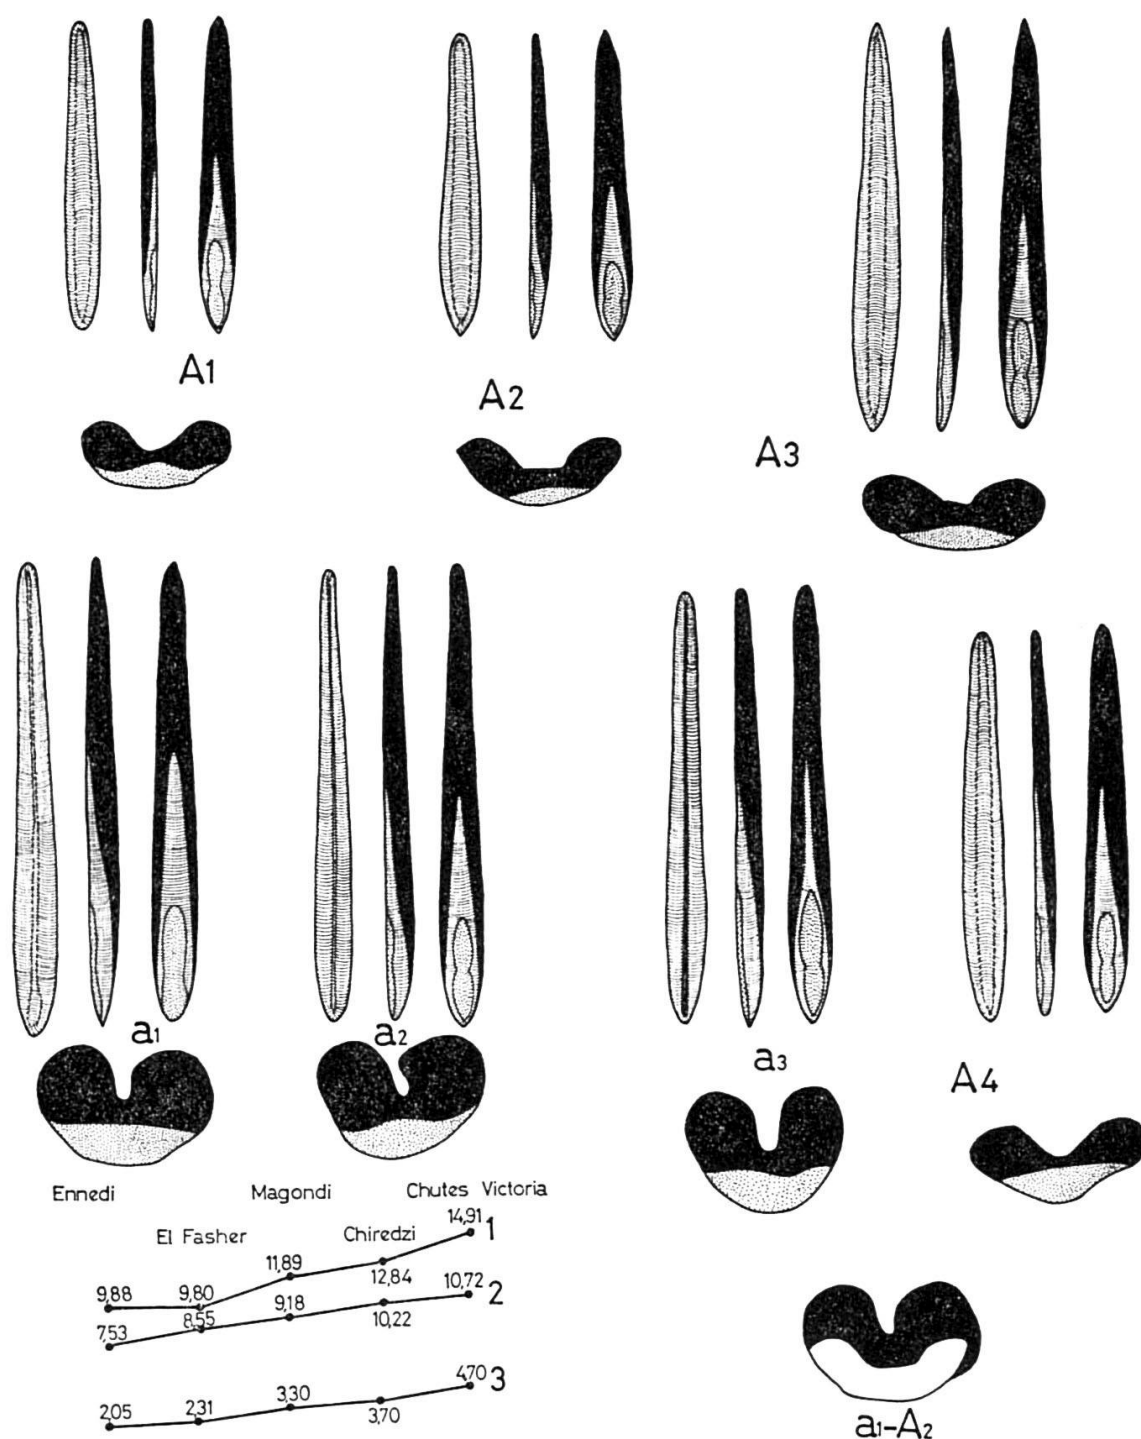 A1
A2
A3
a1
a2
a3
A4
Ennedi
Magondi
Chutes Victoria
El Fasher
Chiredzi
14,91
1
11,89
12,84
9,88
9,80
10,72
2
7,53
8,55
9,18
10,22
4,70
3
3,30
2,05
2,31
3,70
a1-A2